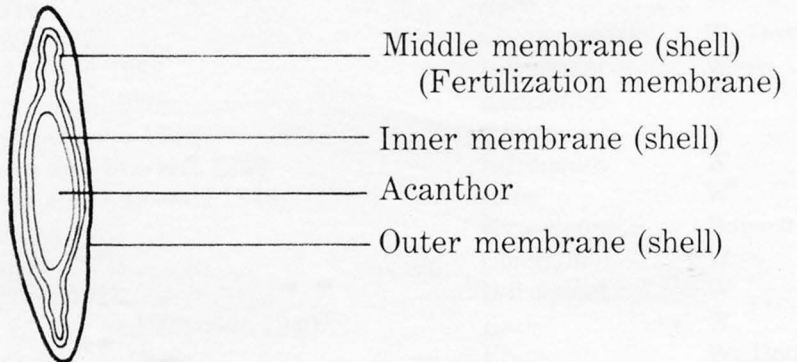 Middle membrane (shell)
(Fertilization membrane)
Inner membrane (shell)
Acanthor
Outer membrane (shell)